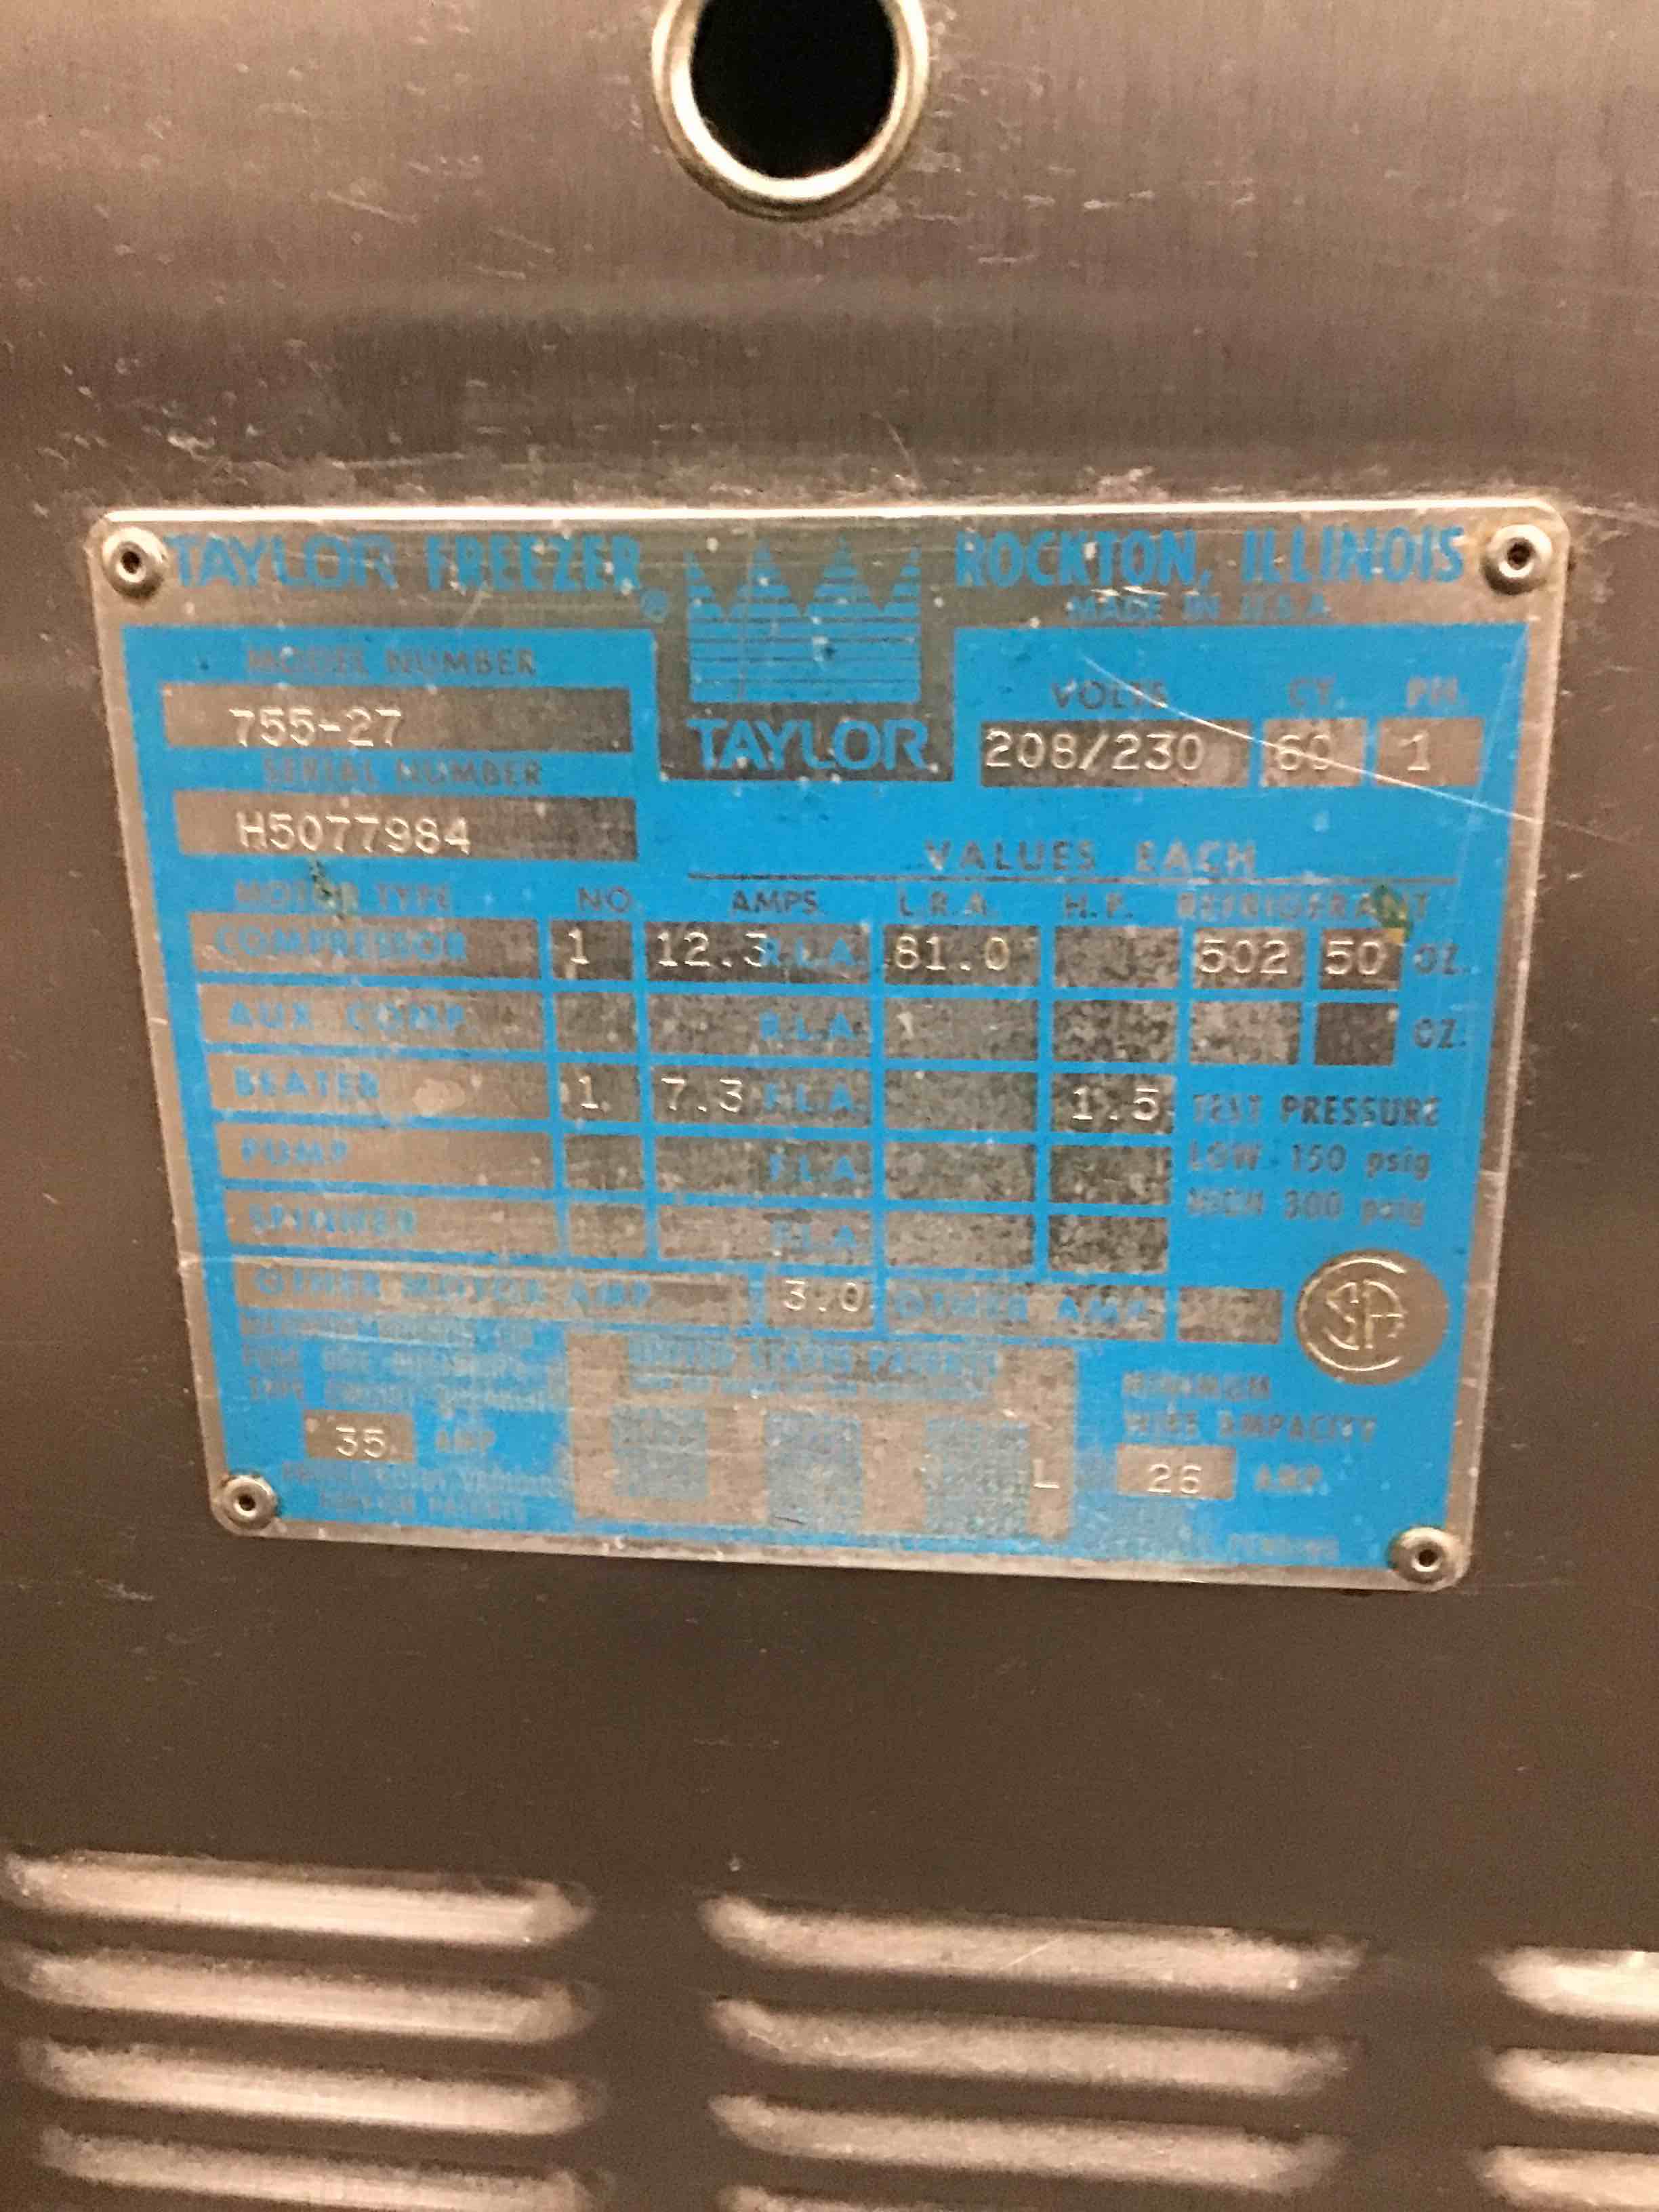 TAYLOR FREEZER ® ROCKTON, ILLINOIS
MADE IN U.S.A.
MODEL NUMBER
755-27
SERIAL NUMBER
H5077984
TAYLOR
VOLTS CY. PH.
208/230 60 1
VALUES EACH
MOTOR TYPE NO. AMPS. L.R.A. H.P. REFRIGERANT
COMPRESSOR 1 12.3 R.L.A. 81.0 502 50 OZ.
AUX. COMP. R.L.A. OZ.
BEATER 1 7.3 F.L.A. 1.5
PUMP F.L.A.
SPINNER F.L.A.
TEST PRESSURE
LOW 150 psig
HIGH 300 psig
OTHER MOTOR AMP 3.0 OTHER AMP
SA
UNITED STATES PATENTS
35 AMP
L
MINIMUM
WIRE AMPACITY
26 AMP.
PENDING